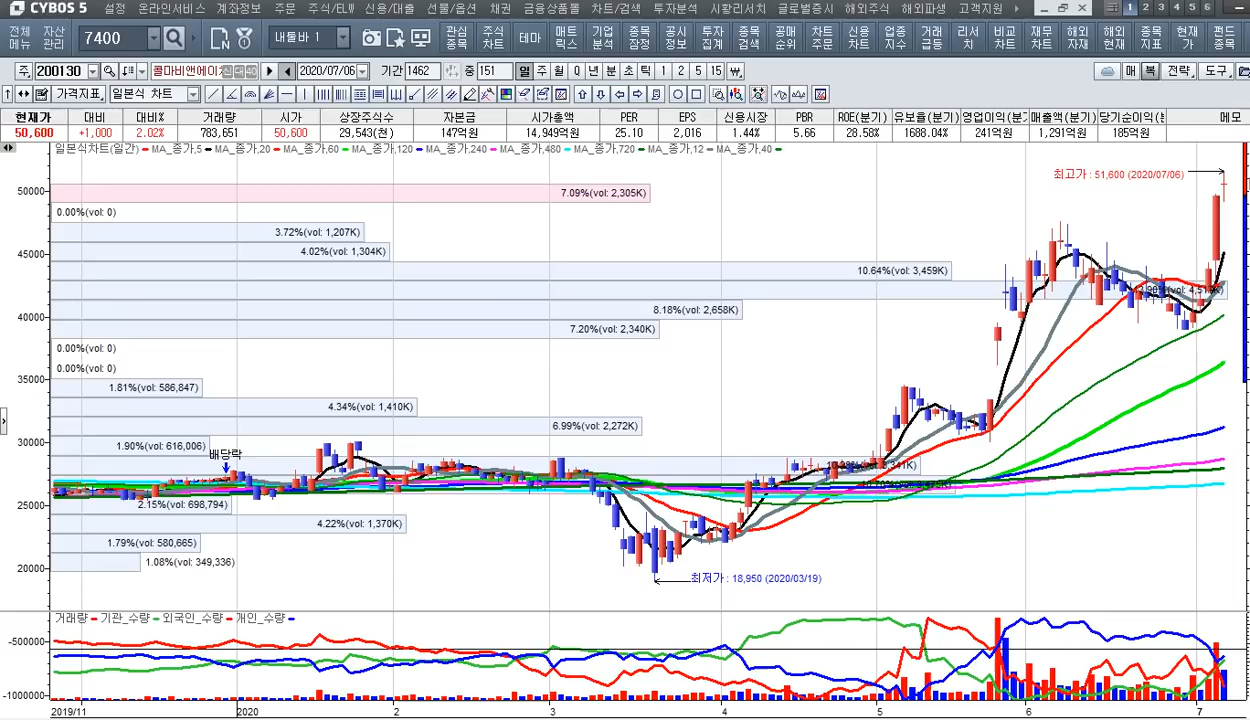 CYBOS 5 설정 온라인서비스 계좌정보 주문 주식/ELW 신용/대출 선물/옵션 채권 금융상품몰 차트/검색 투자분석 시황리서치 글로벌증시 해외주식 해외파생 고객지원 1 2 3 4 5 6
전체메뉴 자산관리 7400 내툴바 1 관심종목 주식차트 테마 매트릭스 기업분석 종목잠정 공시정보 투자집계 종목검색 공매순위 차트주문 신용차트 업종지수 거래급등 리서치 비교차트 재무차트 해외자재 해외현재 종목지표 현재가 펀드종목
주 200130 콜마비앤에이치 2020/07/06 기간 1462 중 151 일 주 월 Q 년 분 초 틱 1 2 3 5 15 ₩ 매 복 전략 도구
가격지표 일본식 차트
현재가 대비 대비% 거래량 시가 상장주식수 자본금 시가총액 PER EPS 신용시장 PBR ROE(분기) 유보율(분기) 영업이익(분기) 매출액(분기) 당기순이익(분 메모
50,600 +1,000 2.02% 783,651 50,600 29,543(천) 147억원 14,949억원 25.10 2,016 1.44% 5.66 28.58% 1688.04% 241억원 1,291억원 185억원
일본식차트(일간) MA_종가,5 MA_종가,20 MA_종가,60 MA_종가,120 MA_종가,240 MA_종가,480 MA_종가,720 MA_종가,12 MA_종가,40
최고가 : 51,600 (2020/07/06)
50000
7.09%(vol: 2,305K)
0.00%(vol: 0)
3.72%(vol: 1,207K)
45000
4.02%(vol: 1,304K)
10.64%(vol: 3,459K)
8.18%(vol: 2,658K)
40000
7.20%(vol: 2,340K)
0.00%(vol: 0)
0.00%(vol: 0)
35000
1.81%(vol: 586,847)
4.34%(vol: 1,410K)
6.99%(vol: 2,272K)
30000
1.90%(vol: 616,006)
배당락
25000
2.15%(vol: 698,794)
4.22%(vol: 1,370K)
1.79%(vol: 580,665)
1.08%(vol: 349,336)
20000
최저가 : 18,950 (2020/03/19)
거래량 기관_수량 외국인_수량 개인_수량
-500000
-1000000
2019/11 2020 2 3 4 5 6 7